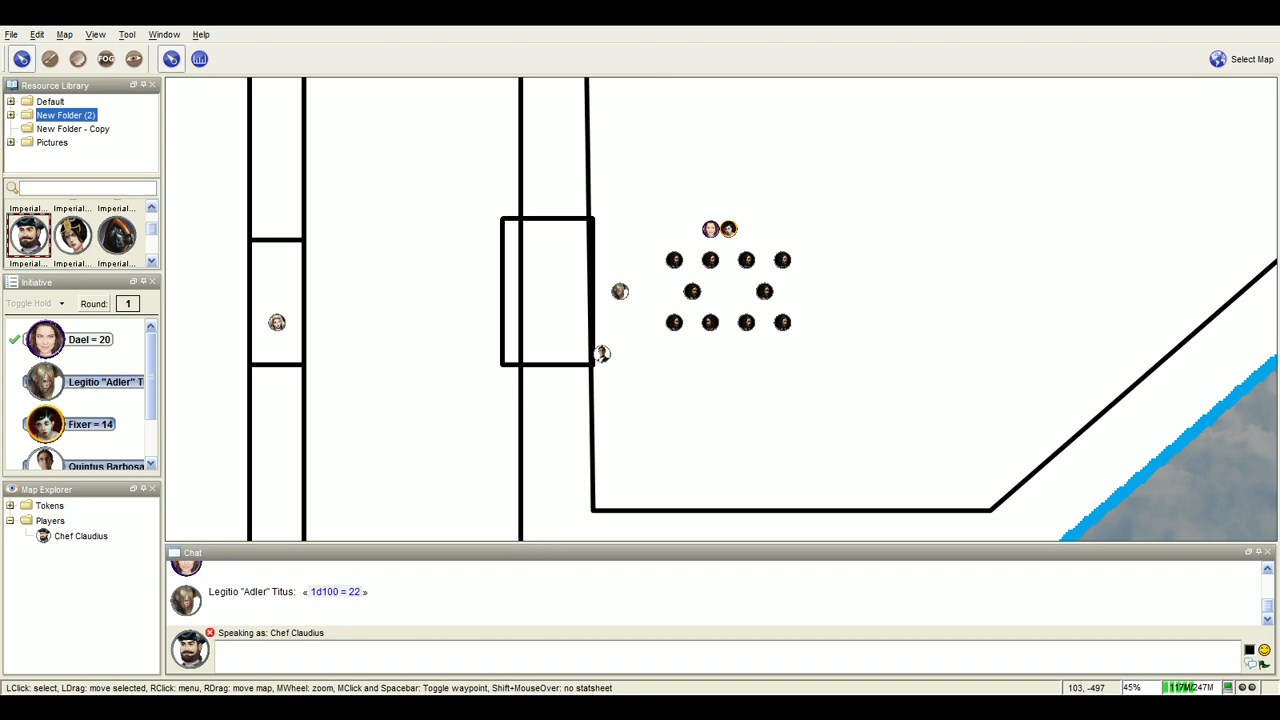 File Edit Map View Tool Window Help
FOG
Select Map
Resource Library
Default
New Folder (2)
New Folder - Copy
Pictures
Imperial... Imperial... Imperial...
Imperial... Imperial... Imperial...
Initiative
Toggle Hold Round: 1
Dael = 20
Legitio "Adler" T
Fixer = 14
Quintus Barbosa
Map Explorer
Tokens
Players
Chef Claudius
Chat
Legitio "Adler" Titus: « 1d100 = 22 »
Speaking as: Chef Claudius
LClick: select, LDrag: move selected, RClick: menu, RDrag: move map, MWheel: zoom, MClick and Spacebar: Toggle waypoint, Shift+MouseOver: no statsheet
103, -497 45% 117M/247M